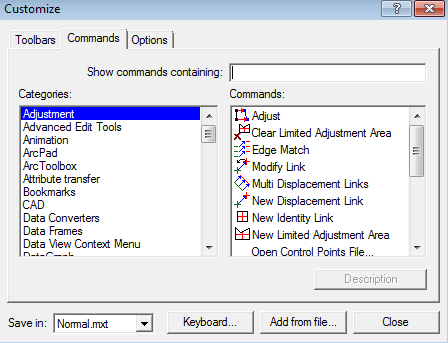 Customize
Toolbars Commands Options
Show commands containing:
Categories: Commands:
Adjustment
Advanced Edit Tools
Animation
ArcPad
ArcToolbox
Attribute transfer
Bookmarks
CAD
Data Converters
Data Frames
Data View Context Menu
DataGraph
Adjust
Clear Limited Adjustment Area
Edge Match
Modify Link
Multi Displacement Links
New Displacement Link
New Identity Link
New Limited Adjustment Area
Open Control Points File...
Description
Save in: Normal.mxt Keyboard... Add from file... Close